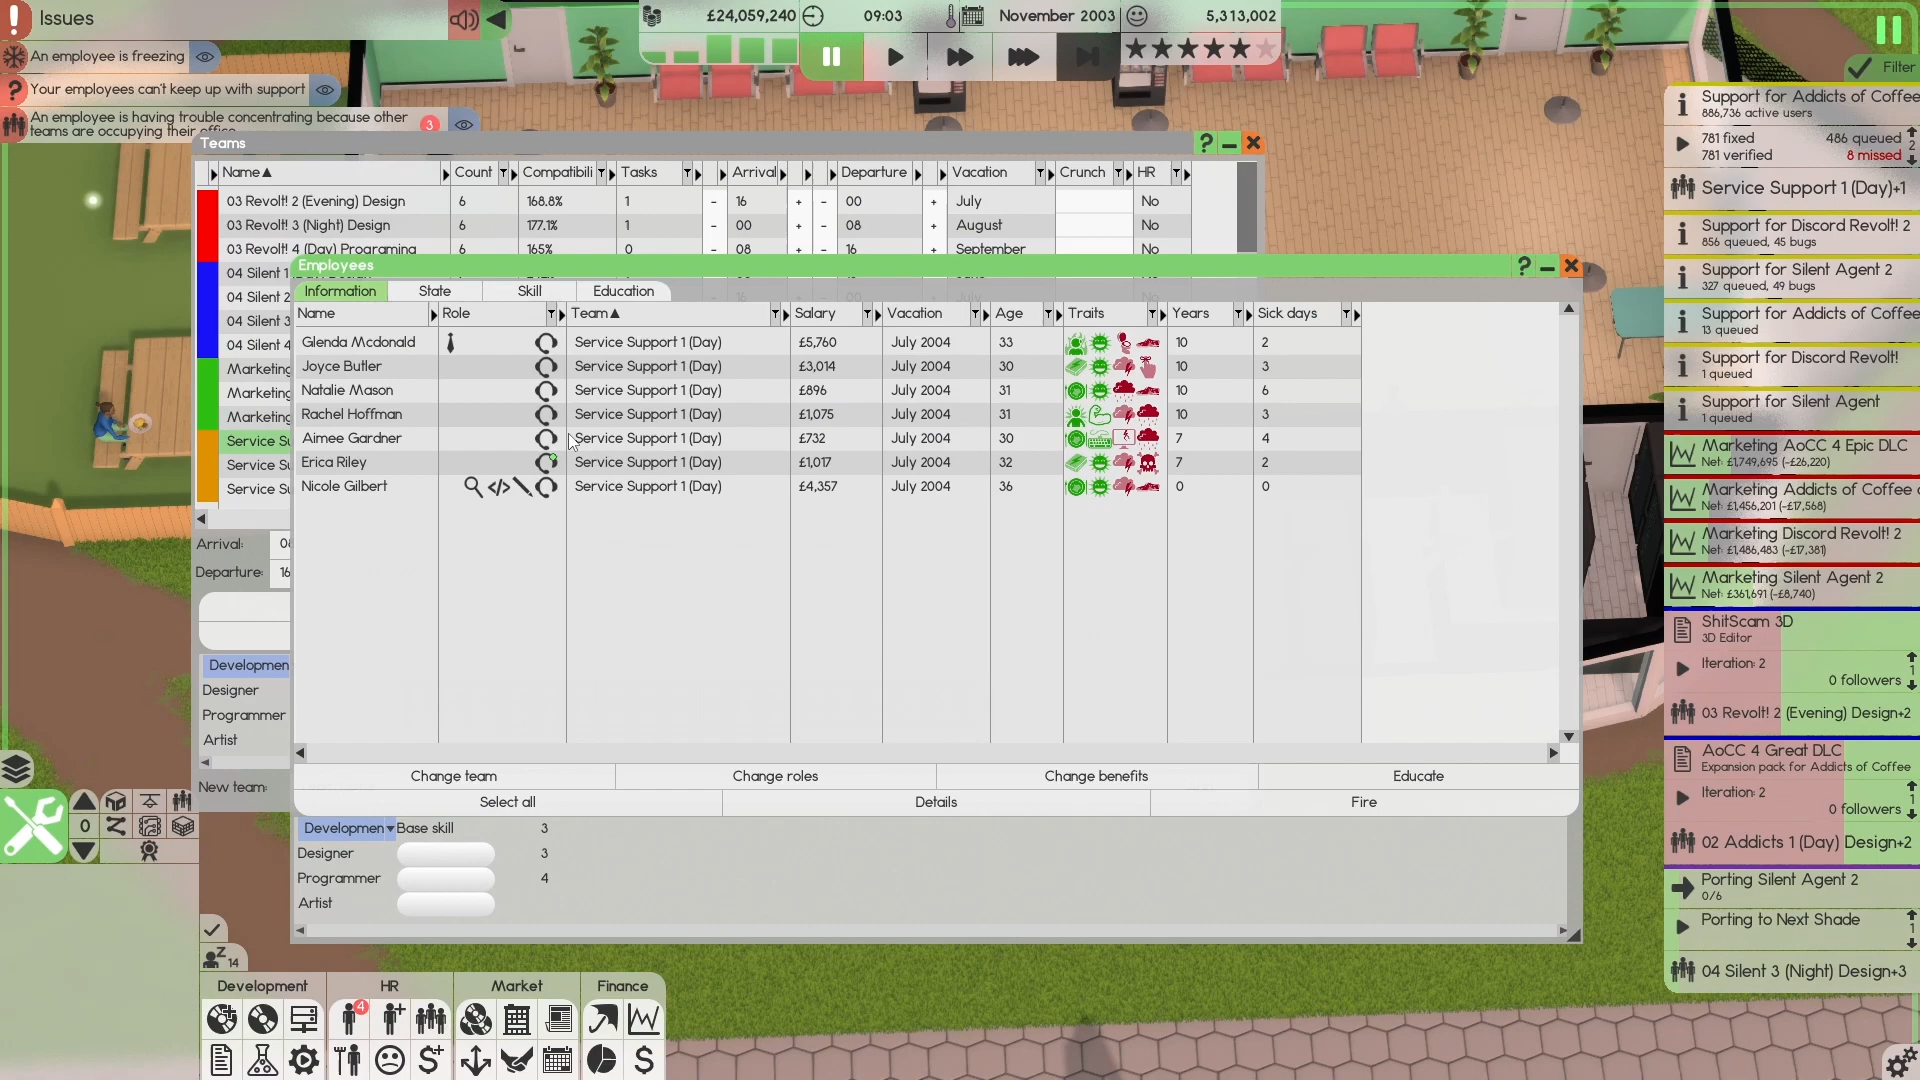 Issues
£24,059,240
09:03
November 2003
5,313,002
An employee is freezing
Your employees can't keep up with support
An employee is having trouble concentrating because other
teams are occupying their office
3
Filter
Teams
Name Count Compatibili Tasks Arrival Departure Vacation Crunch HR
03 Revolt! 2 (Evening) Design 6 168.8% 1 - 16 + - 00 + July No
03 Revolt! 3 (Night) Design 6 177.1% 1 - 00 + - 08 + August No
03 Revolt! 4 (Day) Programing 6 165% 0 - 08 + - 16 + September No
04 Silent 1
04 Silent 2
04 Silent 3
04 Silent 4
Marketing
Marketing
Marketing
Service Su
Service Su
Service Su
Arrival:
Departure: 16
Developmen
Designer
Programmer
Artist
New team:
Employees
Information State Skill Education
Name Role Team Salary Vacation Age Traits Years Sick days
Glenda Mcdonald Service Support 1 (Day) £5,760 July 2004 33 10 2
Joyce Butler Service Support 1 (Day) £3,014 July 2004 30 10 3
Natalie Mason Service Support 1 (Day) £896 July 2004 31 10 6
Rachel Hoffman Service Support 1 (Day) £1,075 July 2004 31 10 3
Aimee Gardner Service Support 1 (Day) £732 July 2004 30 7 4
Erica Riley Service Support 1 (Day) £1,017 July 2004 32 7 2
Nicole Gilbert Service Support 1 (Day) £4,357 July 2004 36 0 0
Change team Change roles Change benefits Educate
Select all Details Fire
Developmen Base skill 3
Designer 3
Programmer 4
Artist
Support for Addicts of Coffee
886,736 active users
781 fixed 486 queued
781 verified 8 missed
2
Service Support 1 (Day)+1
Support for Discord Revolt! 2
856 queued, 45 bugs
Support for Silent Agent 2
327 queued, 49 bugs
Support for Addicts of Coffee
13 queued
Support for Discord Revolt!
1 queued
Support for Silent Agent
1 queued
Marketing AoCC 4 Epic DLC
Net: £1,749,695 (-£26,220)
Marketing Addicts of Coffee
Net: £1,456,201 (-£17,568)
Marketing Discord Revolt! 2
Net: £1,486,483 (-£17,381)
Marketing Silent Agent 2
Net: £361,691 (-£8,740)
ShitScam 3D
3D Editor
Iteration: 2
1
0 followers
03 Revolt! 2 (Evening) Design+2
AoCC 4 Great DLC
Expansion pack for Addicts of Coffee
Iteration: 2
1
0 followers
02 Addicts 1 (Day) Design+2
Porting Silent Agent 2
0/6
Porting to Next Shade
1
04 Silent 3 (Night) Design+3
0
Z 14
Development HR Market Finance
4